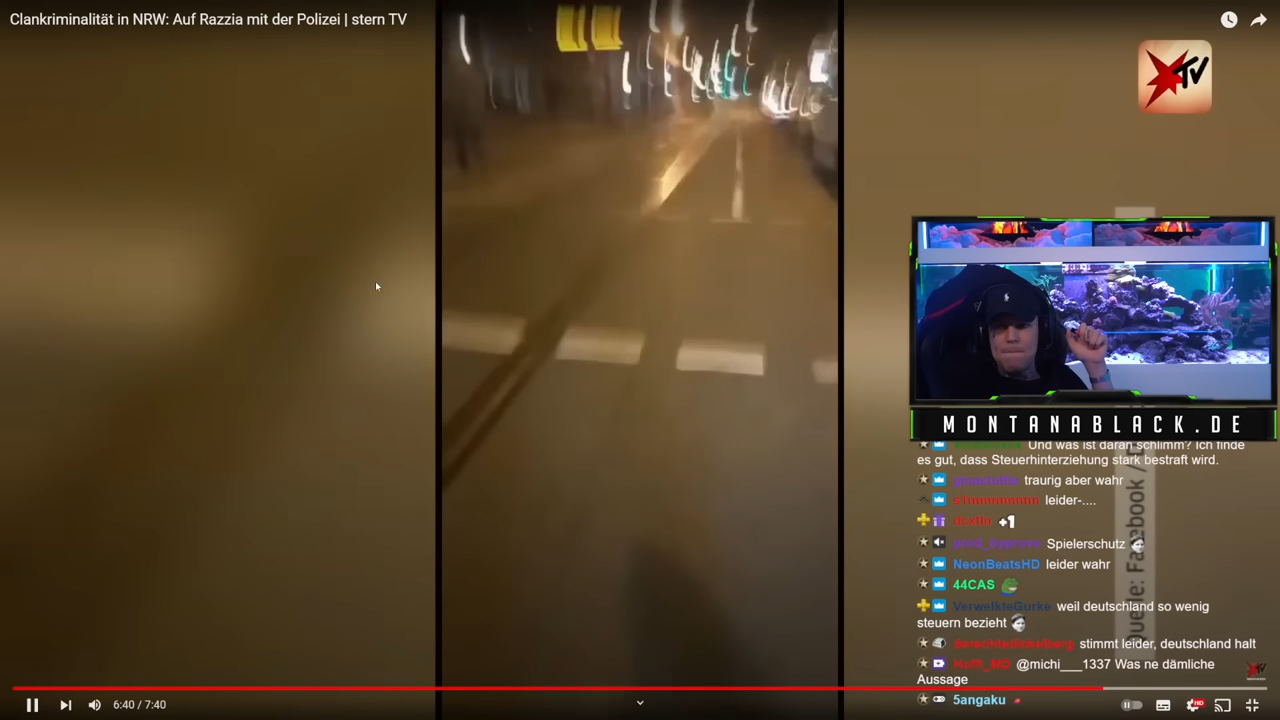 Clankriminalität in NRW: Auf Razzia mit der Polizei | stern TV
TV
MONTANABLACK.DE
Und was ist daran schlimm? Ich finde
es gut, dass Steuerhinterziehung stark bestraft wird.
traurig aber wahr
leider-....
+1
Spielerschutz
NeonBeatsHD leider wahr
44CAS
VerwelkteGurke weil deutschland so wenig
steuern bezieht
stimmt leider, deutschland halt
@michi___1337 Was ne dämliche
Aussage
5angaku
Quelle: Facebook /
6:40 / 7:40
HD